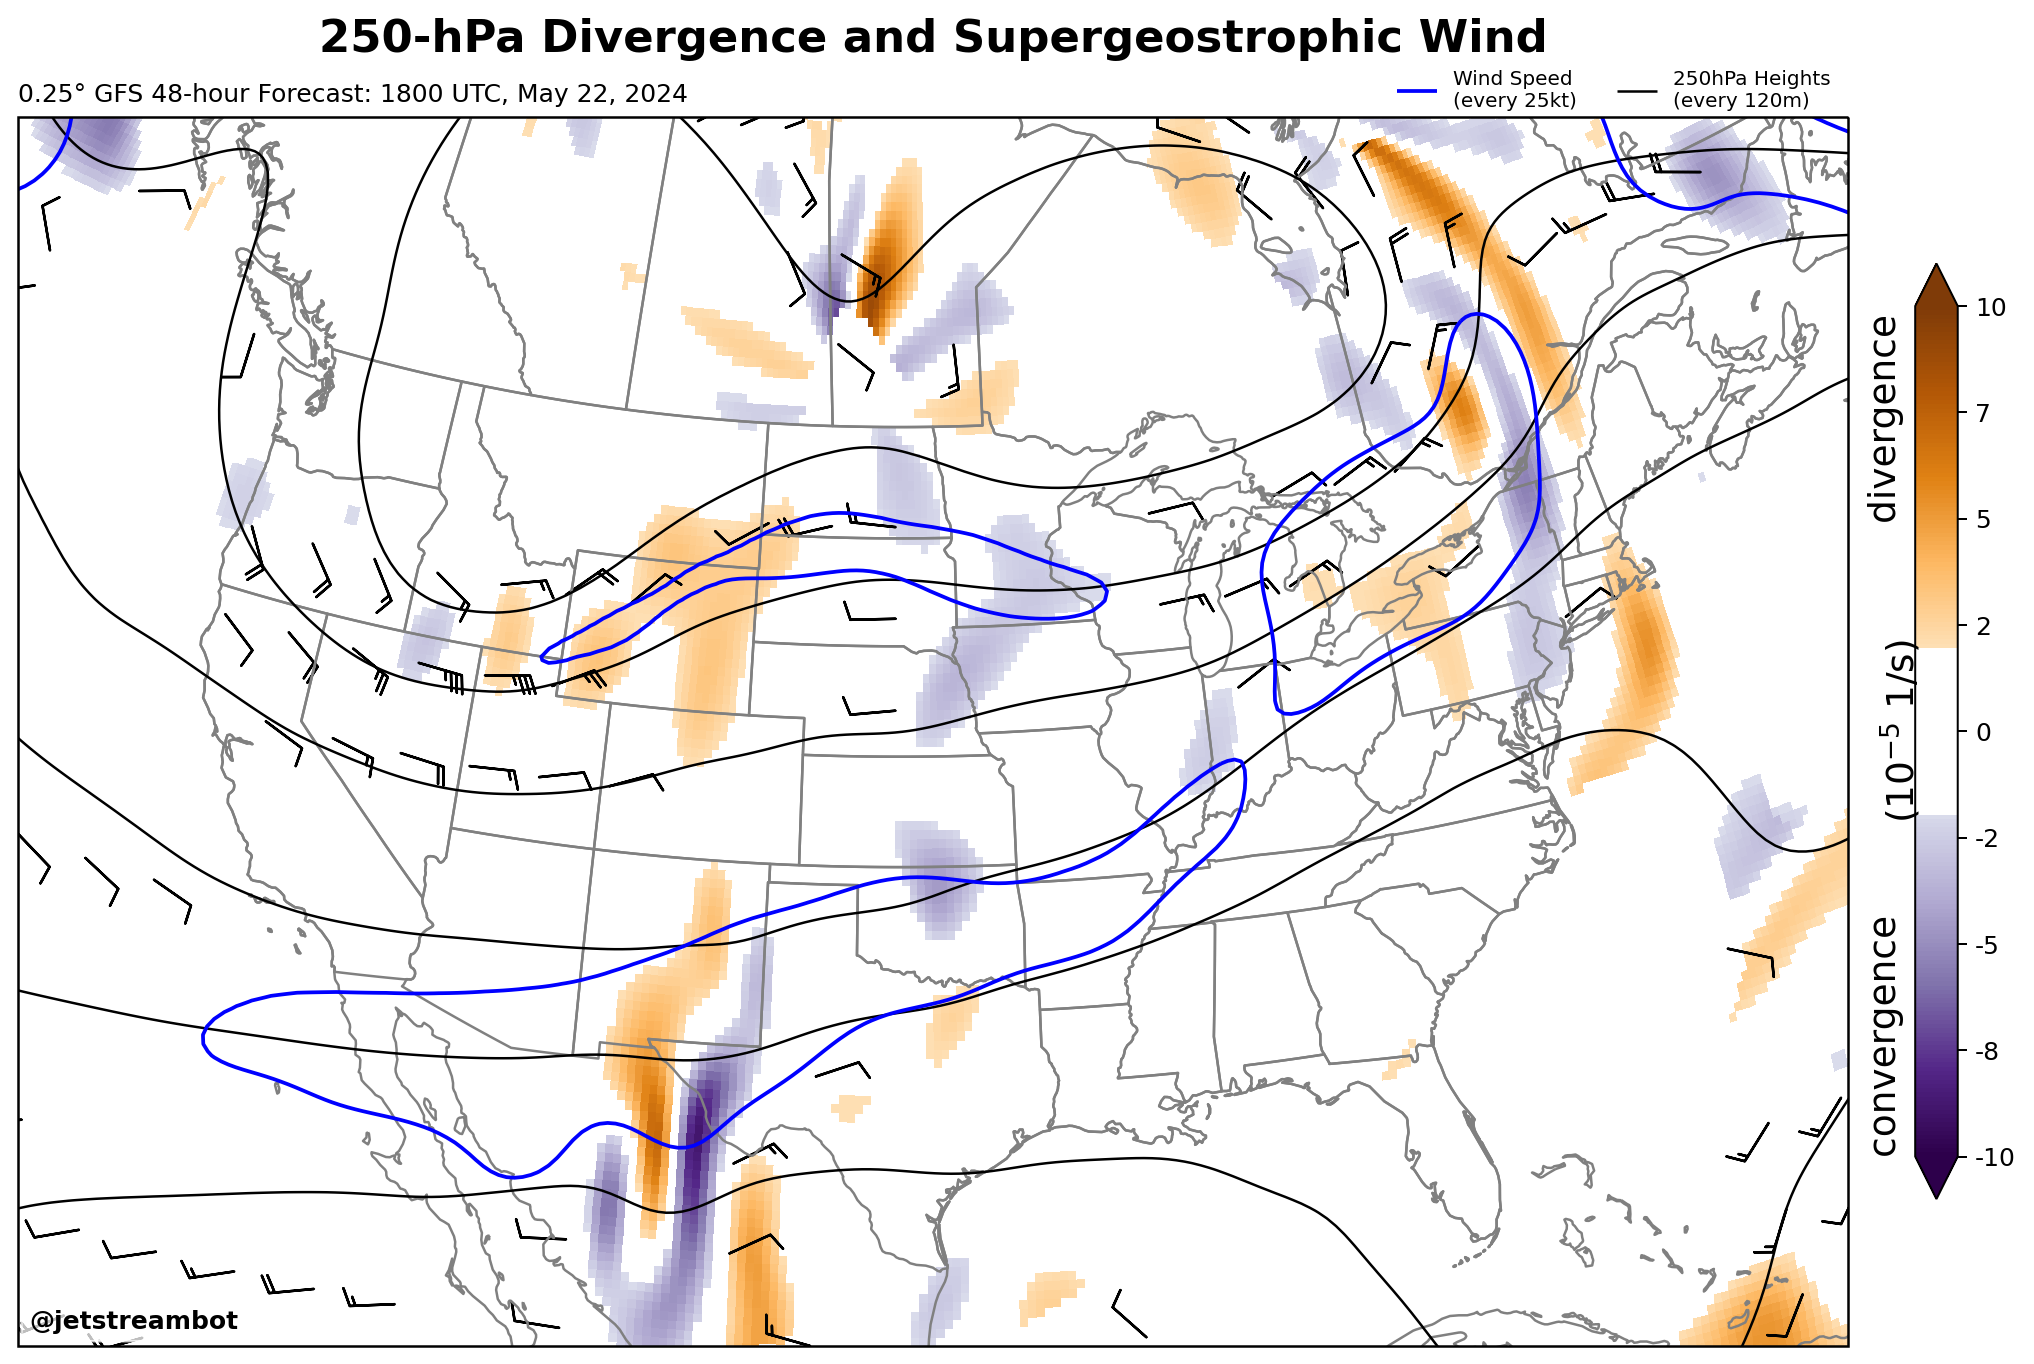 250-hPa Divergence and Supergeostrophic Wind
0.25° GFS 48-hour Forecast: 1800 UTC, May 22, 2024
Wind Speed
(every 25kt)
250hPa Heights
(every 120m)
10
7
5
2
0
-2
-5
-8
-10
convergence (10⁻⁵ 1/s) divergence
@jetstreambot